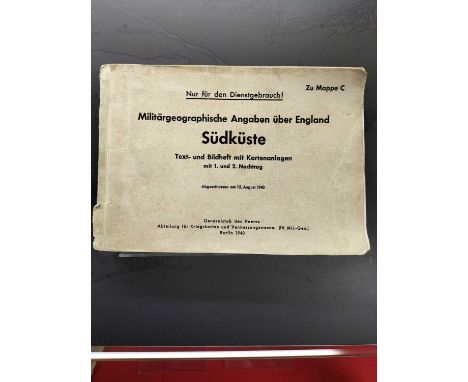 Nur für den Dienstgebrauch!
Zu Mappe C
Militärgeographische Angaben über England
Südküste
Text- und Bildheft mit Kartenanlagen
mit 1. und 2. Nachtrag
Abgeschlossen am 15. August 1940
Generalstab des Heeres
Abteilung für Kriegskarten und Vermessungswesen. (IV. Mil.-Geo.)
Berlin 1940